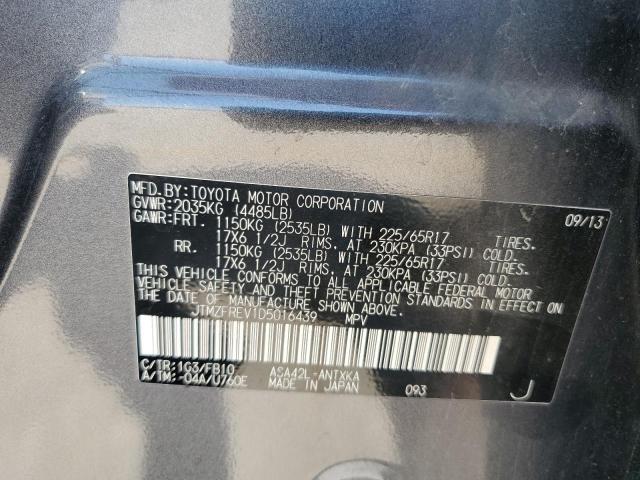 MFD.BY:TOYOTA MOTOR CORPORATION 09/13
GVWR:2035KG (4485LB)
GAWR:FRT. 1150KG (2535LB) WITH 225/65R17 TIRES.
17X6 1/2J RIMS. AT 230KPA (33PSI) COLD.
RR. 1150KG (2535LB) WITH 225/65R17 TIRES.
17X6 1/2J RIMS. AT 230KPA (33PSI) COLD.
THIS VEHICLE CONFORMS TO ALL APPLICABLE FEDERAL MOTOR
VEHICLE SAFETY AND BUMPER STANDARDS IN EFFECT ON THE
DATE OF MANUFACTURE SHOWN ABOVE.
JTMZFREV1D5016439 MPV
C/TR:1G3/FB10 ASA42L-ANTXKA
A/TM:-04A/U760E MADE IN JAPAN 093 J